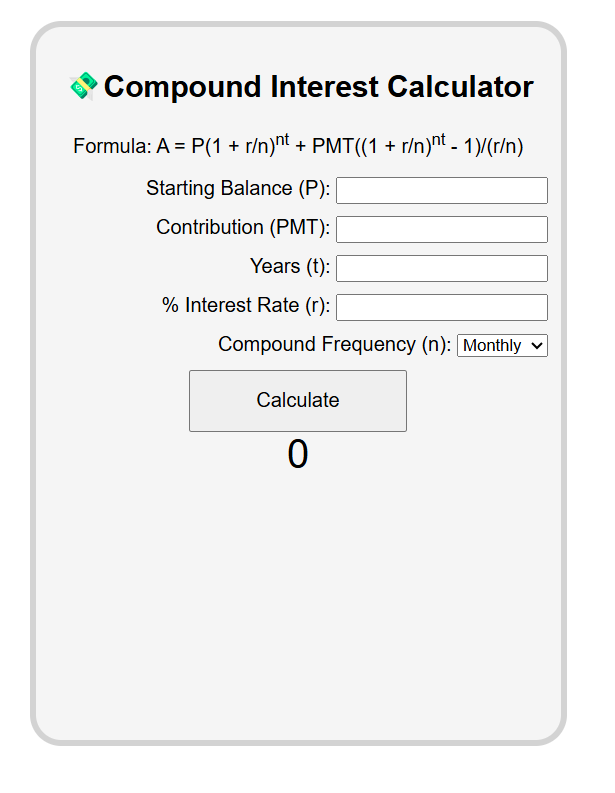 💸 Compound Interest Calculator
Formula: A = P(1 + r/n)^nt + PMT((1 + r/n)^nt - 1)/(r/n)
Starting Balance (P):
Contribution (PMT):
Years (t):
% Interest Rate (r):
Compound Frequency (n): Monthly
Calculate
0